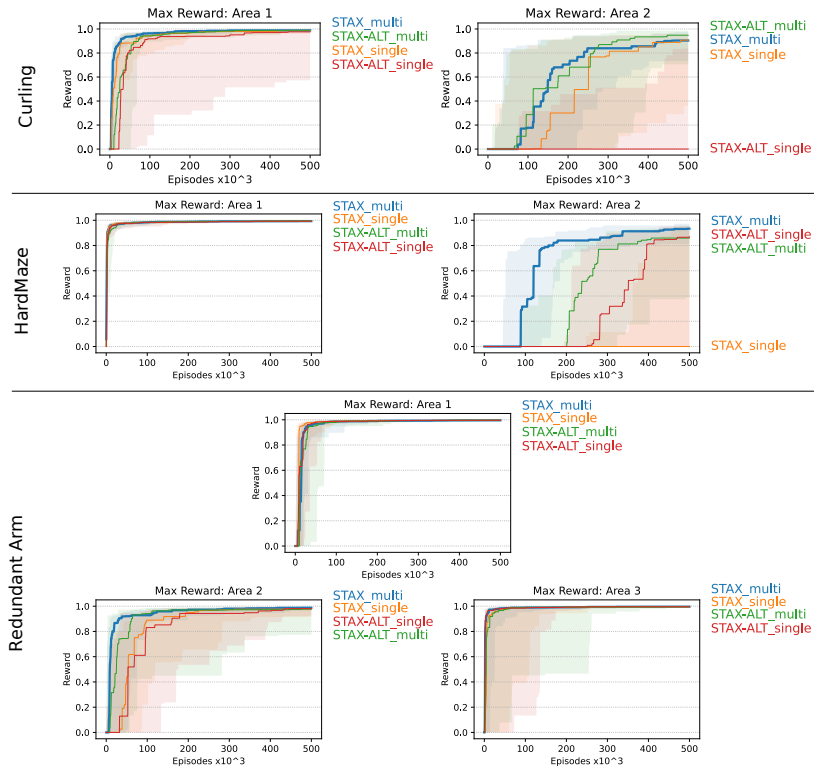 Curling
Max Reward: Area 1
Reward
1.0
0.8
0.6
0.4
0.2
0.0
0 100 200 300 400 500
Episodes x10^3
STAX_multi
STAX-ALT_multi
STAX_single
STAX-ALT_single
Max Reward: Area 2
Reward
1.0
0.8
0.6
0.4
0.2
0.0
0 100 200 300 400 500
Episodes x10^3
STAX-ALT_multi
STAX_multi
STAX_single
STAX-ALT_single
HardMaze
Max Reward: Area 1
Reward
1.0
0.8
0.6
0.4
0.2
0.0
0 100 200 300 400 500
Episodes x10^3
STAX_multi
STAX_single
STAX-ALT_multi
STAX-ALT_single
Max Reward: Area 2
Reward
1.0
0.8
0.6
0.4
0.2
0.0
0 100 200 300 400 500
Episodes x10^3
STAX_multi
STAX-ALT_single
STAX-ALT_multi
STAX_single
Redundant Arm
Max Reward: Area 1
Reward
1.0
0.8
0.6
0.4
0.2
0.0
0 100 200 300 400 500
Episodes x10^3
STAX_multi
STAX_single
STAX-ALT_multi
STAX-ALT_single
Max Reward: Area 2
Reward
1.0
0.8
0.6
0.4
0.2
0.0
0 100 200 300 400 500
Episodes x10^3
STAX_multi
STAX_single
STAX-ALT_single
STAX-ALT_multi
Max Reward: Area 3
Reward
1.0
0.8
0.6
0.4
0.2
0.0
0 100 200 300 400 500
Episodes x10^3
STAX_multi
STAX_single
STAX-ALT_multi
STAX-ALT_single